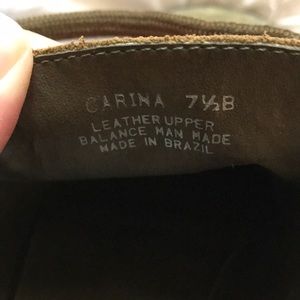 CARINA 7½B
LEATHER UPPER
BALANCE MAN MADE
MADE IN BRAZIL